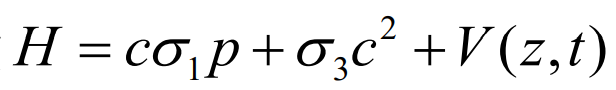 H = cσ₁p + σ₃c² + V(z,t)